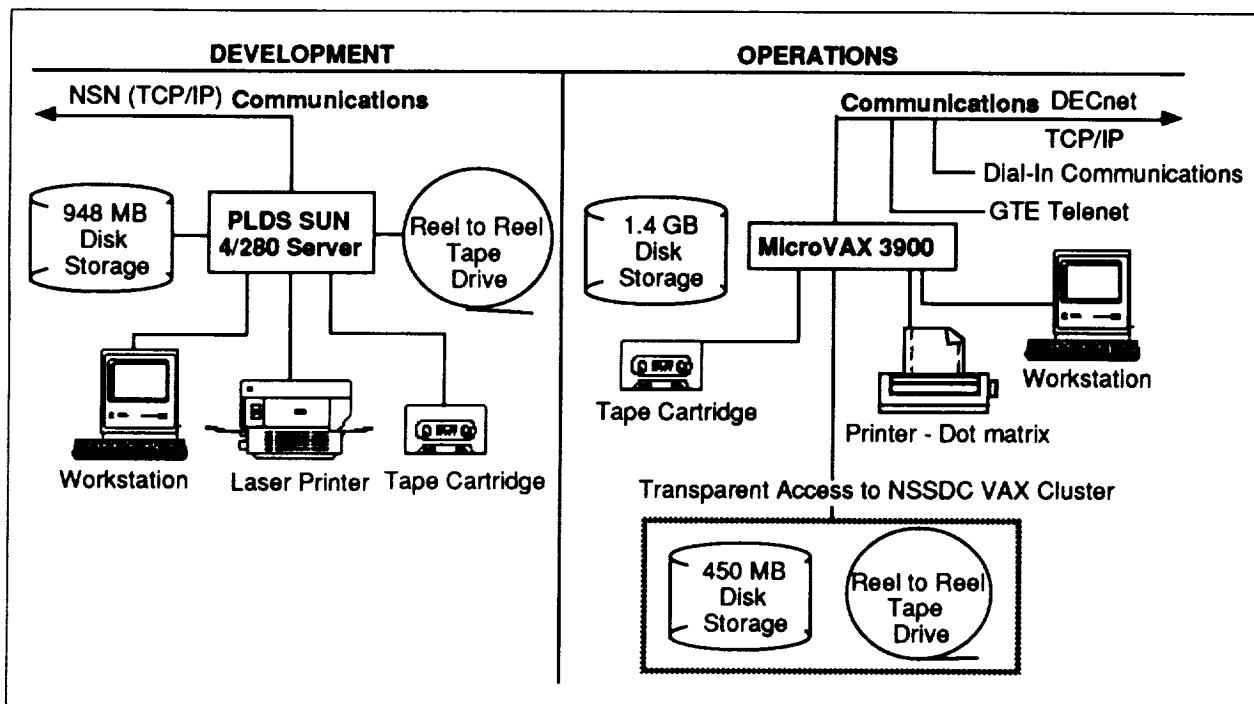 DEVELOPMENT
NSN (TCP/IP) Communications
948 MB
Disk
Storage
PLDS SUN
4/280 Server
Reel to Reel
Tape
Drive
Workstation
Laser Printer
Tape Cartridge
OPERATIONS
Communications DECnet
TCP/IP
Dial-In Communications
GTE Telenet
1.4 GB
Disk
Storage
MicroVAX 3900
Tape Cartridge
Printer - Dot matrix
Workstation
Transparent Access to NSSDC VAX Cluster
450 MB
Disk
Storage
Reel to Reel
Tape
Drive